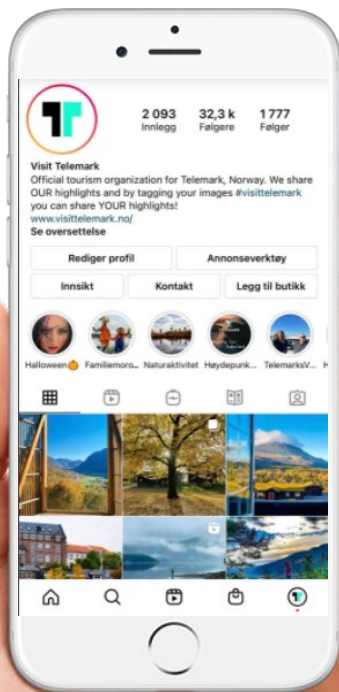 2 093 32,3 k 1 777
Innlegg Følgere Følger
Visit Telemark
Official tourism organization for Telemark, Norway. We share
OUR highlights and by tagging your images #visittelemark
you can share YOUR highlights!
www.visittelemark.no/
Se oversettelse
Rediger profil Annonseverktøy
Innsikt Kontakt Legg til butikk
Halloween🎃 Familiemoro... Naturaktivitet Høydepunk... TelemarksV... H